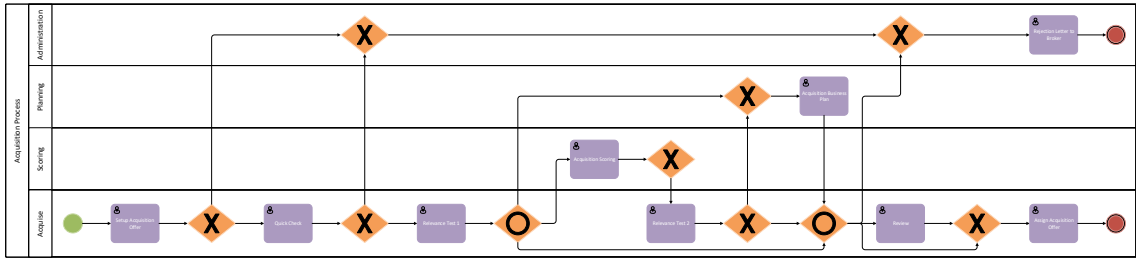 Acquisition Process
Administration
Rejection Letter to
Broker
Planning
Acquisition Business
Plan
Scoring
Acquisition Scoring
Acquise
Setup Acquisition
Offer
Quick Check
Relevance Test 1
Relevance Test 2
Review
Assign Acquisition
Offer